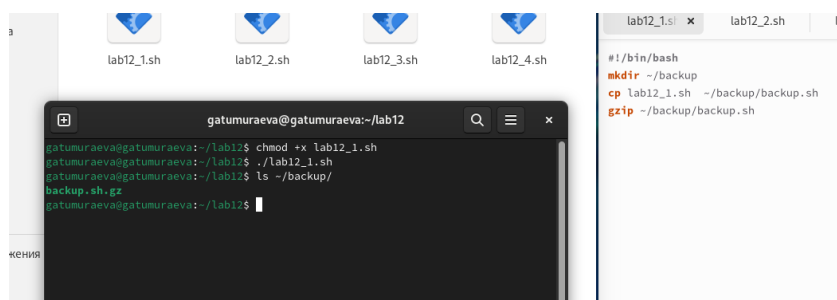 а
lab12_1.sh
lab12_2.sh
lab12_3.sh
lab12_4.sh
gatumuraeva@gatumuraeva:~/lab12
gatumuraeva@gatumuraeva:~/lab12$ chmod +x lab12_1.sh
gatumuraeva@gatumuraeva:~/lab12$ ./lab12_1.sh
gatumuraeva@gatumuraeva:~/lab12$ ls ~/backup/
backup.sh.gz
gatumuraeva@gatumuraeva:~/lab12$
жения
lab12_1.sh
lab12_2.sh
#!/bin/bash
mkdir ~/backup
cp lab12_1.sh  ~/backup/backup.sh
gzip ~/backup/backup.sh